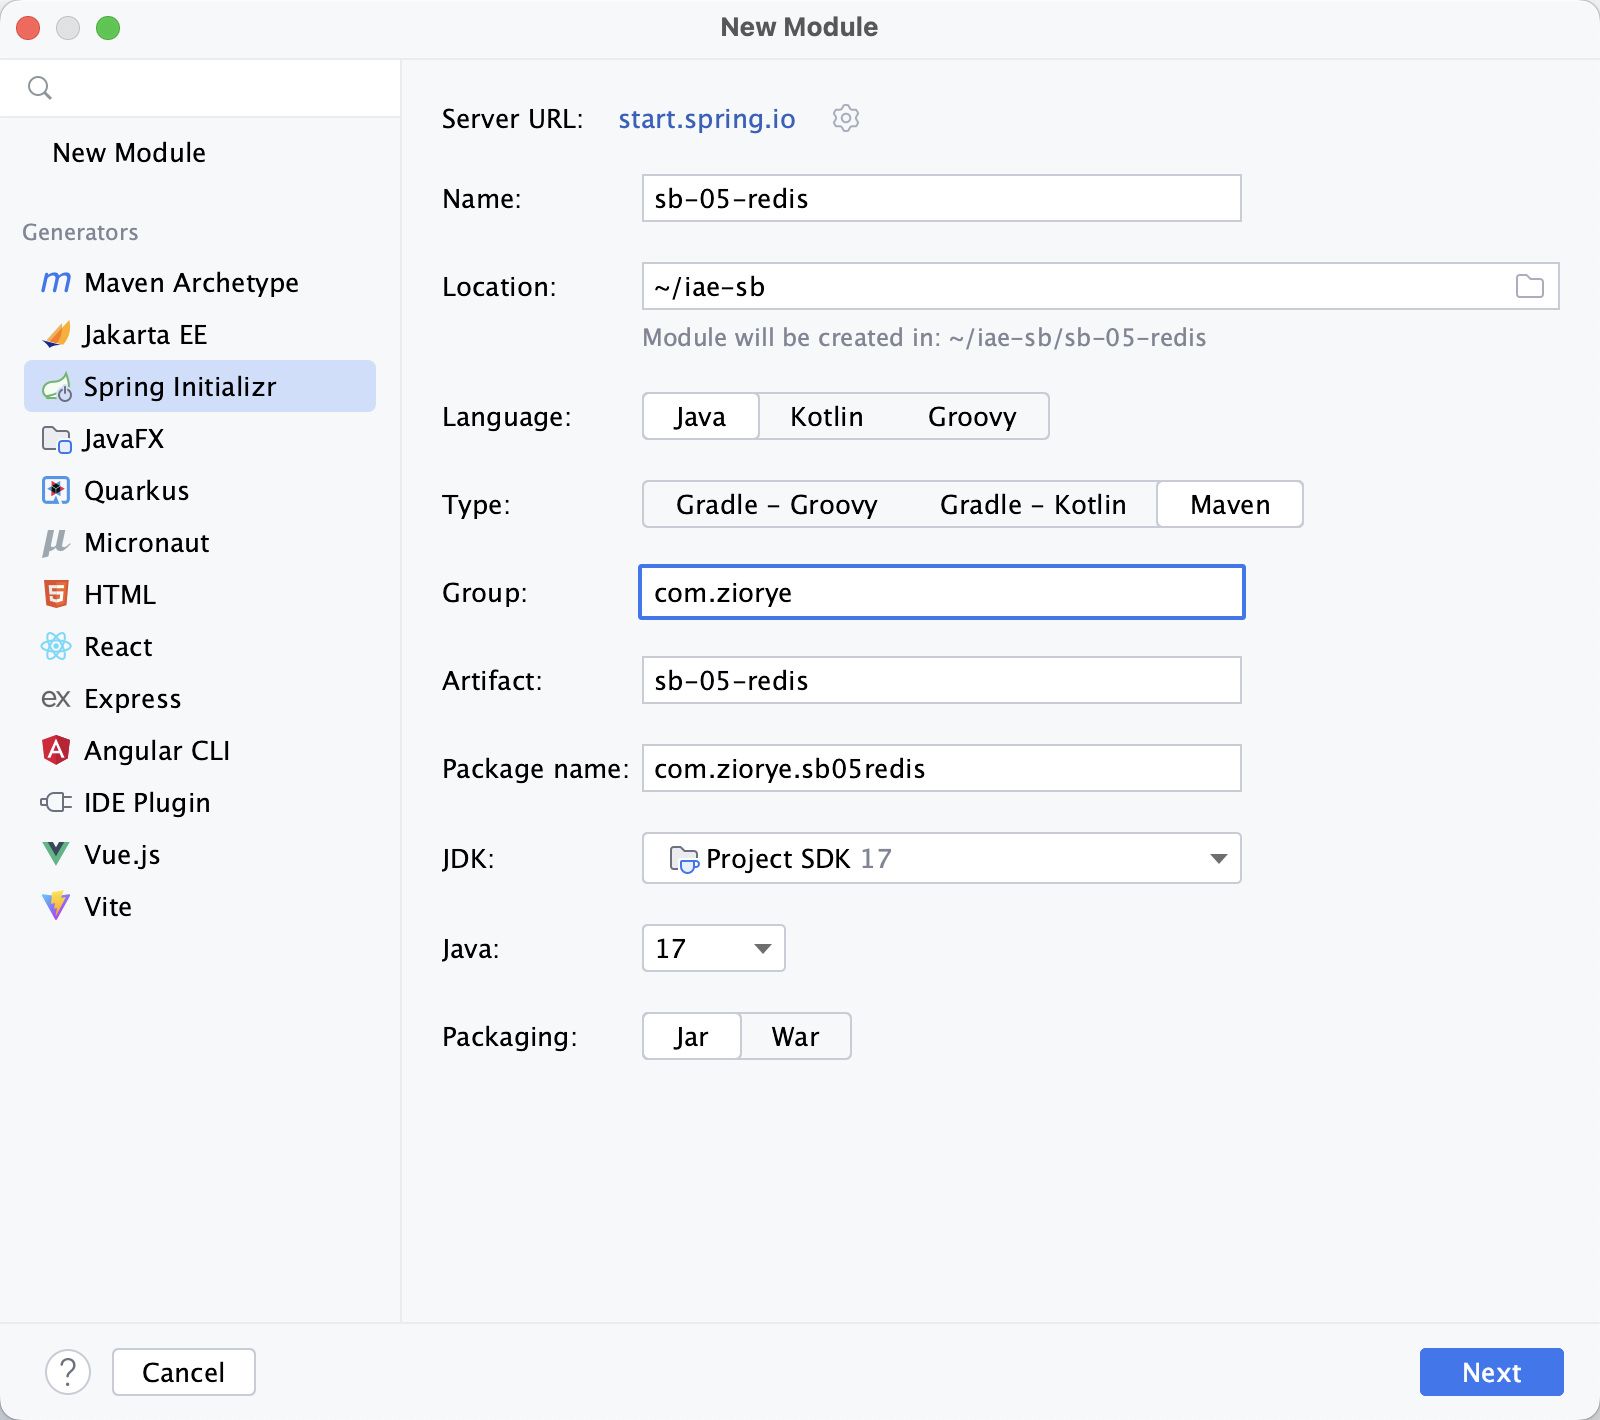 New Module
New Module
Generators
Maven Archetype
Jakarta EE
Spring Initializr
JavaFX
Quarkus
Micronaut
HTML
React
ex Express
Angular CLI
IDE Plugin
Vue.js
Vite
Server URL: start.spring.io
Name: sb-05-redis
Location: ~/iae-sb
Module will be created in: ~/iae-sb/sb-05-redis
Language: Java Kotlin Groovy
Type: Gradle - Groovy Gradle - Kotlin Maven
Group: com.ziorye
Artifact: sb-05-redis
Package name: com.ziorye.sb05redis
JDK: Project SDK 17
Java: 17
Packaging: Jar War
? Cancel Next